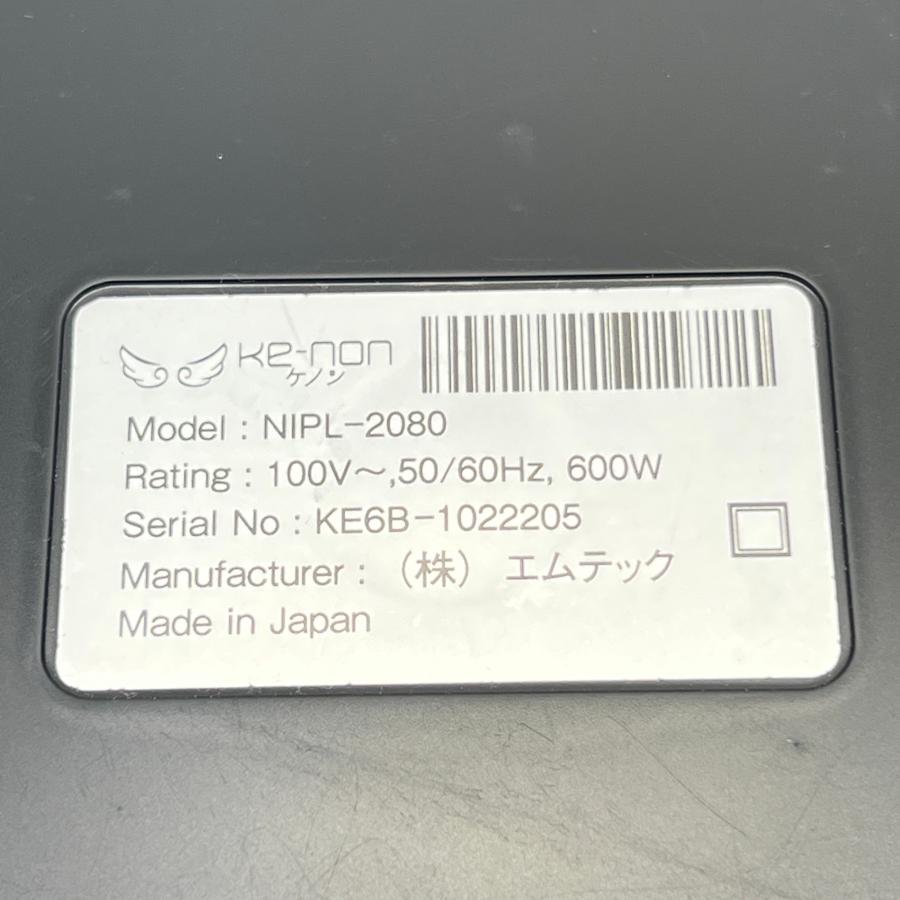 ke-non
ケノン
Model : NIPL-2080
Rating : 100V～,50/60Hz, 600W
Serial No : KE6B-1022205
Manufacturer : （株） エムテック
Made in Japan